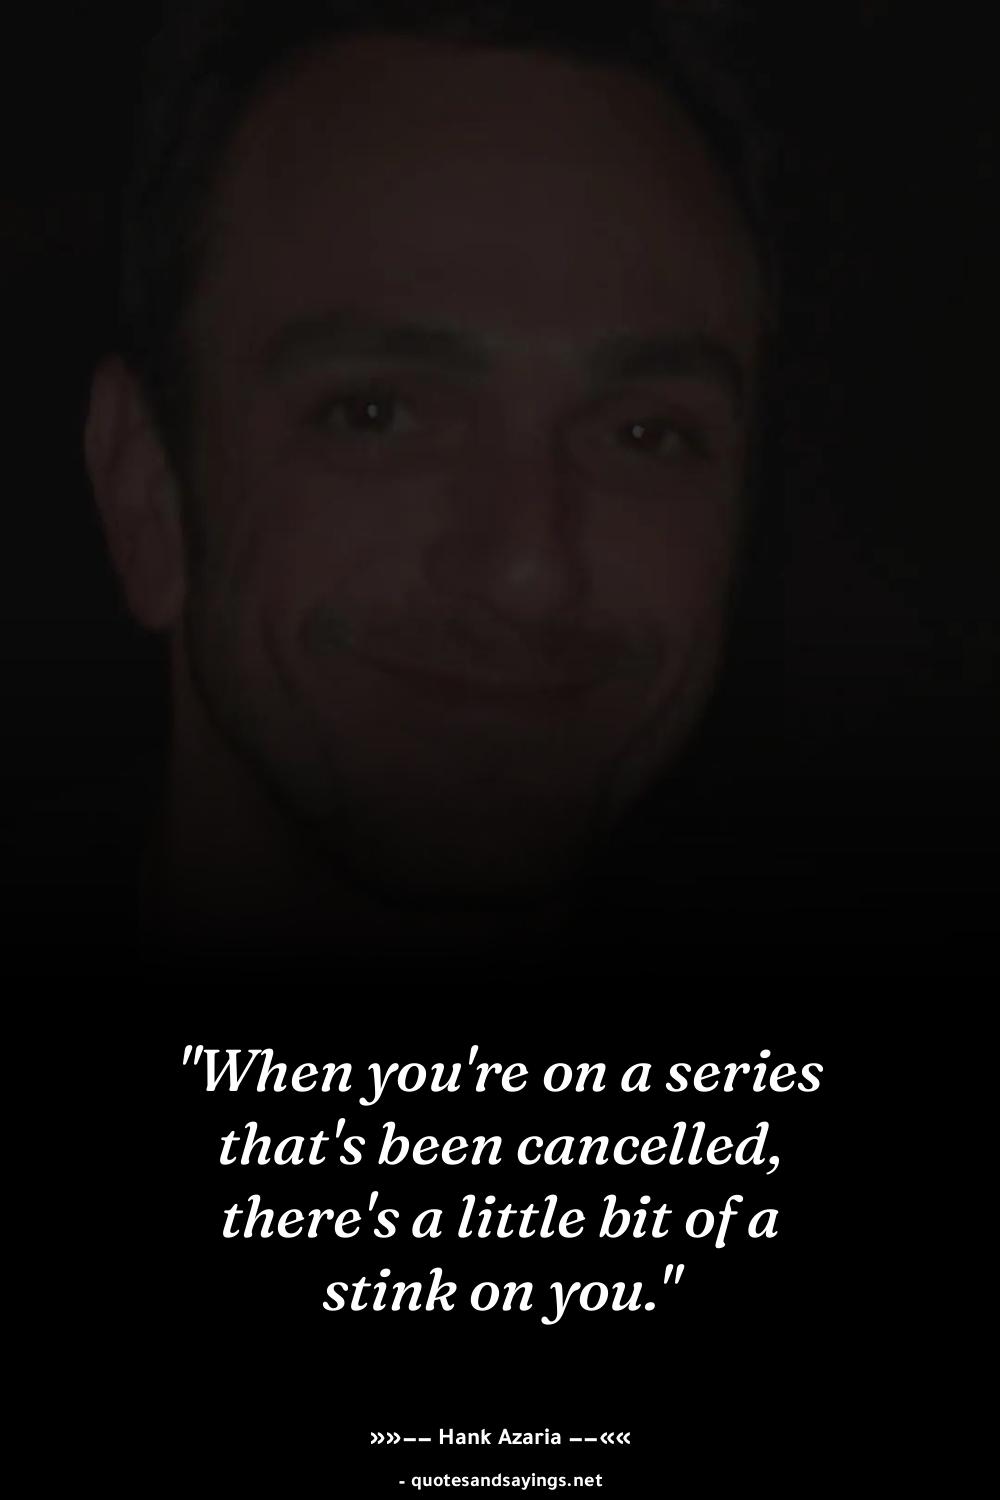 "When you're on a series
that's been cancelled,
there's a little bit of a
stink on you."
»»—— Hank Azaria ——««
- quotesandsayings.net